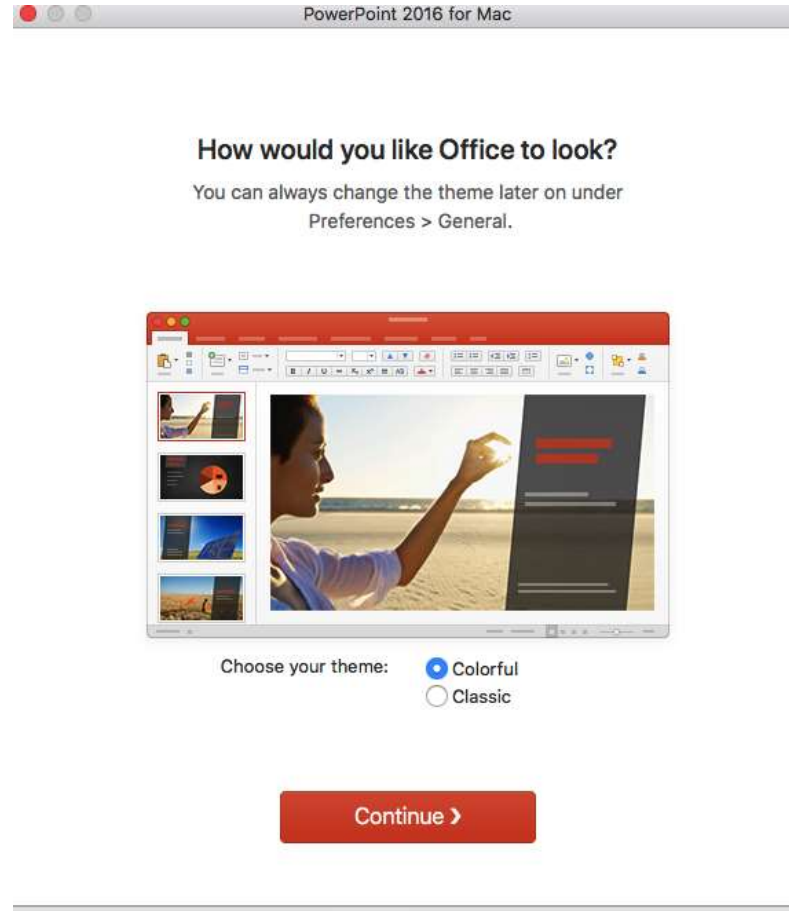 PowerPoint 2016 for Mac
How would you like Office to look?
You can always change the theme later on under
Preferences > General.
Choose your theme:
Colorful
Classic
Continue ❯